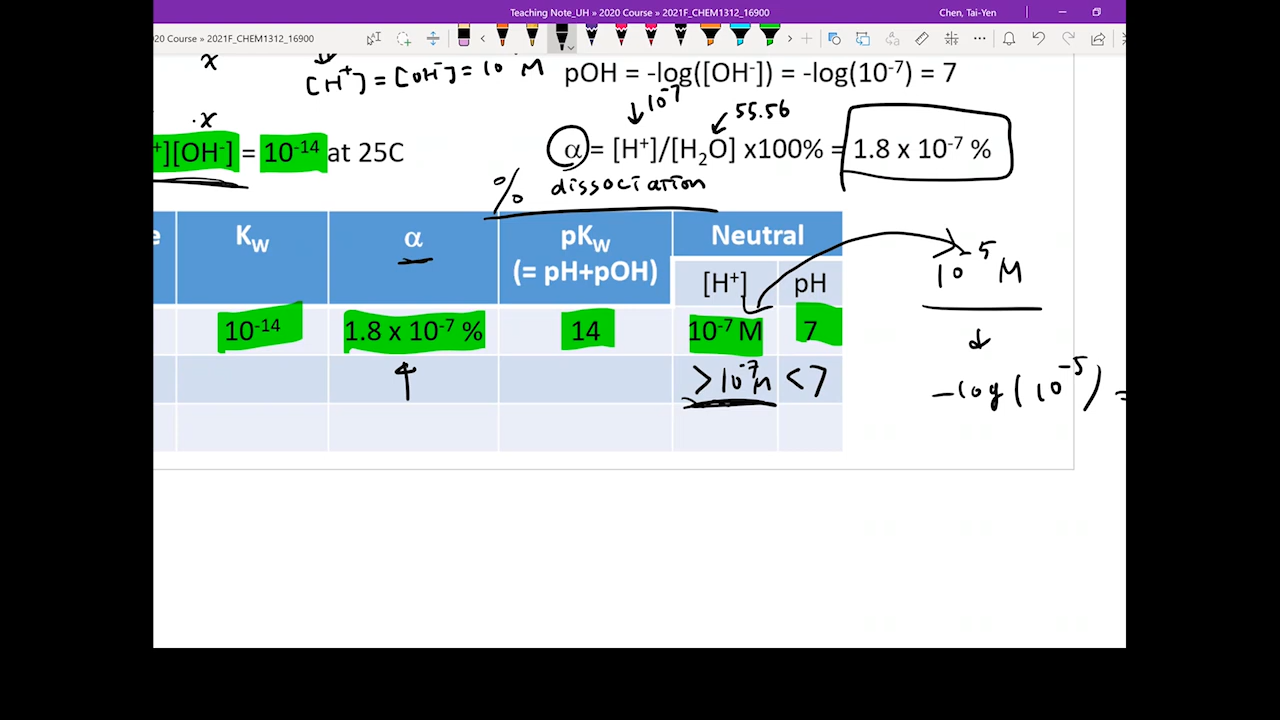 Teaching Note_UH » 2020 Course » 2021F_CHEM1312_16900
Chen, Tai-Yen
2020 Course » 2021F_CHEM1312_16900
x
[H⁺] = [OH⁻] = 10 M
pOH = -log([OH-]) = -log(10-7) = 7
10-7
55.56
x
+][OH-] = 10-14 at 25C
α = [H+]/[H2O] x100% = 1.8 x 10-7 %
% dissociation
e KW α pKW (= pH+pOH) Neutral
[H+] pH
10-5 M
10-14 1.8 x 10-7 % 14 10-7 M 7
↑ >10-7M <7
-log(10-5) =